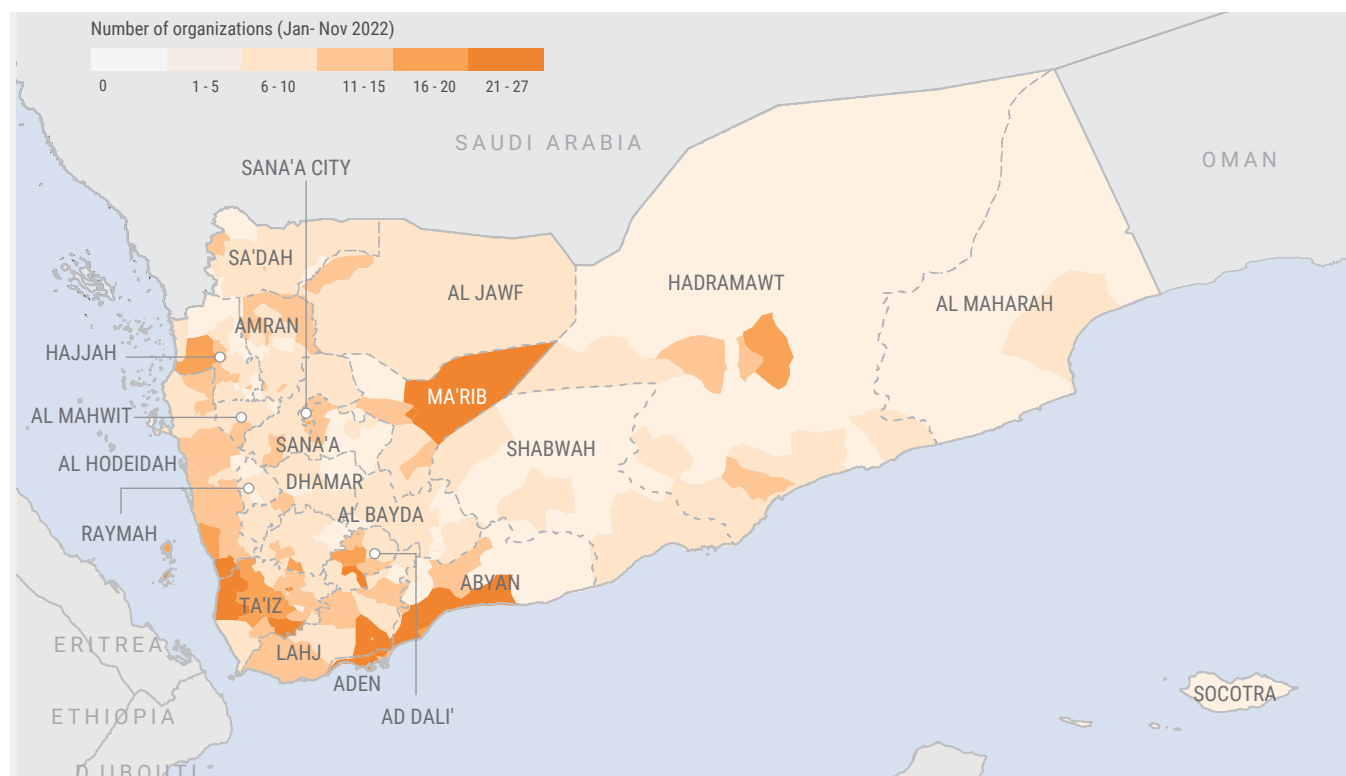 Number of organizations (Jan- Nov 2022)
0
1 - 5
6 - 10
11 - 15
16 - 20
21 - 27
SAUDI ARABIA
OMAN
SANA'A CITY
SA'DAH
AL JAWF
HADRAMAWT
AL MAHARAH
AMRAN
HAJJAH
MA'RIB
AL MAHWIT
SANA'A
SHABWAH
AL HODEIDAH
DHAMAR
AL BAYDA
RAYMAH
ABYAN
TA'IZ
ERITREA
LAHJ
ADEN
SOCOTRA
ETHIOPIA
AD DALI'
DJIBOUTI